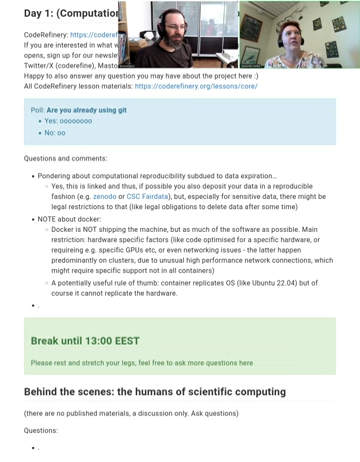 Day 1: (Computation
CodeRefinery: https://coderef
If you are interested in what w
opens, sign up for our newsle
Twitter/X (coderefine), Masto
Happy to also answer any question you may have about the project here :)
All CodeRefinery lesson materials: https://coderefinery.org/lessons/core/
Poll: Are you already using git
• Yes: oooooooo
• No: oo
Questions and comments:
• Pondering about computational reproducibility subdued to data expiration...
◦ Yes, this is linked and thus, if possible you also deposit your data in a reproducible
fashion (e.g. zenodo or CSC Fairdata), but, especially for sensitive data, there might be
legal restrictions to that (like legal obligations to delete data after some time)
• NOTE about docker:
◦ Docker is NOT shipping the machine, but as much of the software as possible. Main
restriction: hardware specific factors (like code optimised for a specific hardware, or
requireing e.g. specific GPUs etc, or even networking issues - the latter happen
predominantly on clusters, due to unusual high performance network connections, which
might require specific support not in all containers)
◦ A potentially useful rule of thumb: container replicates OS (like Ubuntu 22.04) but of
course it cannot replicate the hardware.
• .
Break until 13:00 EEST
Please rest and stretch your legs, feel free to ask more questions here
Behind the scenes: the humans of scientific computing
(there are no published materials, a discussion only. Ask questions)
Questions:
• .